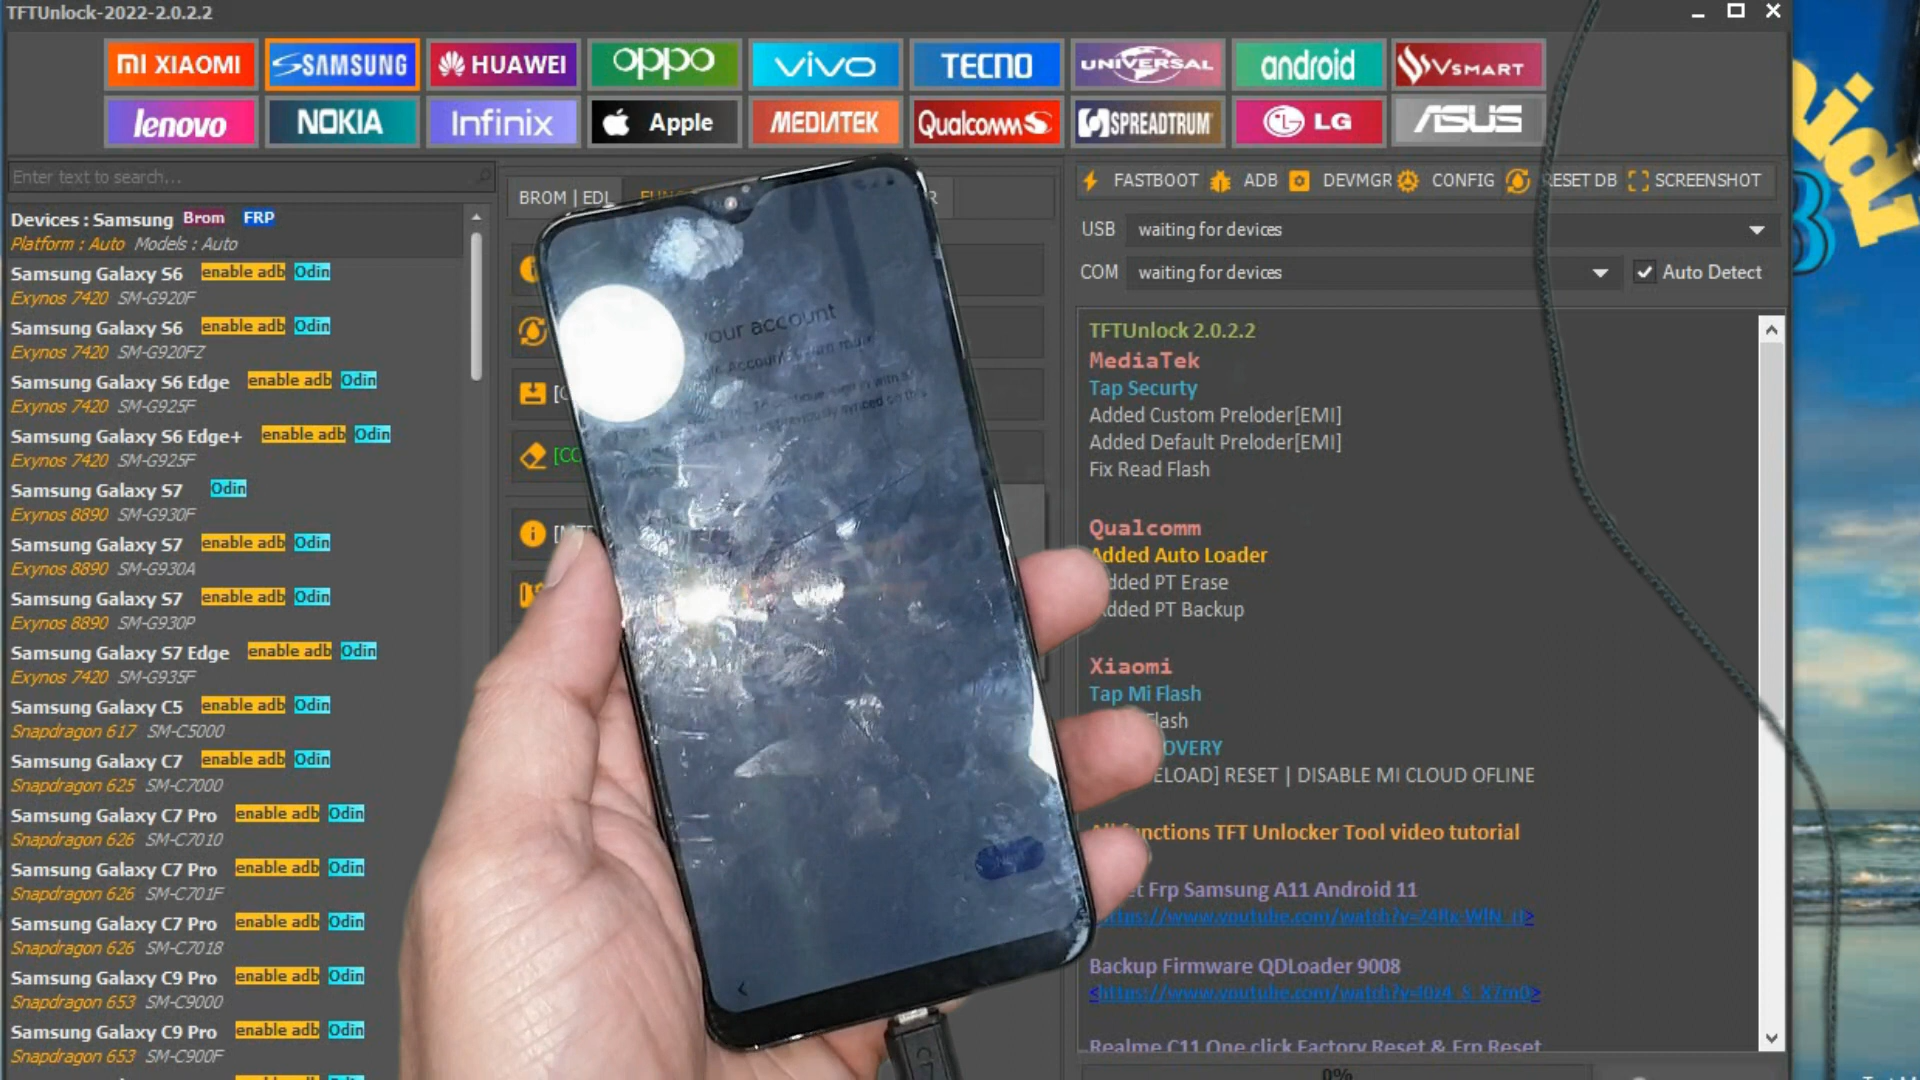 TFTUnlock-2022-2.0.2.2
mi XIAOMI
SAMSUNG
HUAWEI
oppo
vivo
TECNO
UNIVERSAL
android
VSMART
lenovo
NOKIA
Infinix
Apple
MEDIATEK
Qualcomm
SPREADTRUM
LG
ASUS
Enter text to search...
Devices : Samsung Brom FRP
Platform : Auto Models : Auto
Samsung Galaxy S6 enable adb Odin
Exynos 7420 SM-G920F
Samsung Galaxy S6 enable adb Odin
Exynos 7420 SM-G920FZ
Samsung Galaxy S6 Edge enable adb Odin
Exynos 7420 SM-G925F
Samsung Galaxy S6 Edge+ enable adb Odin
Exynos 7420 SM-G925F
Samsung Galaxy S7 Odin
Exynos 8890 SM-G930F
Samsung Galaxy S7 enable adb Odin
Exynos 8890 SM-G930A
Samsung Galaxy S7 enable adb Odin
Exynos 8890 SM-G930P
Samsung Galaxy S7 Edge enable adb Odin
Exynos 7420 SM-G935F
Samsung Galaxy C5 enable adb Odin
Snapdragon 617 SM-C5000
Samsung Galaxy C7 enable adb Odin
Snapdragon 625 SM-C7000
Samsung Galaxy C7 Pro enable adb Odin
Snapdragon 626 SM-C7010
Samsung Galaxy C7 Pro enable adb Odin
Snapdragon 626 SM-C701F
Samsung Galaxy C7 Pro enable adb Odin
Snapdragon 626 SM-C7018
Samsung Galaxy C9 Pro enable adb Odin
Snapdragon 653 SM-C9000
Samsung Galaxy C9 Pro enable adb Odin
Snapdragon 653 SM-C900F
BROM | EDL
your account
FASTBOOT ADB DEVMGR CONFIG RESET DB SCREENSHOT
USB waiting for devices
COM waiting for devices Auto Detect
TFTUnlock 2.0.2.2
MediaTek
Tap Securty
Added Custom Preloder[EMI]
Added Default Preloder[EMI]
Fix Read Flash
Qualcomm
Added Auto Loader
Added PT Erase
Added PT Backup
Xiaomi
Tap Mi Flash
Flash
OVERY
ELOAD] RESET | DISABLE MI CLOUD OFLINE
All functions TFT Unlocker Tool video tutorial
Frp Samsung A11 Android 11
Backup Firmware QDLoader 9008
Realme C11 One click Factory Reset & Frp Reset
0%